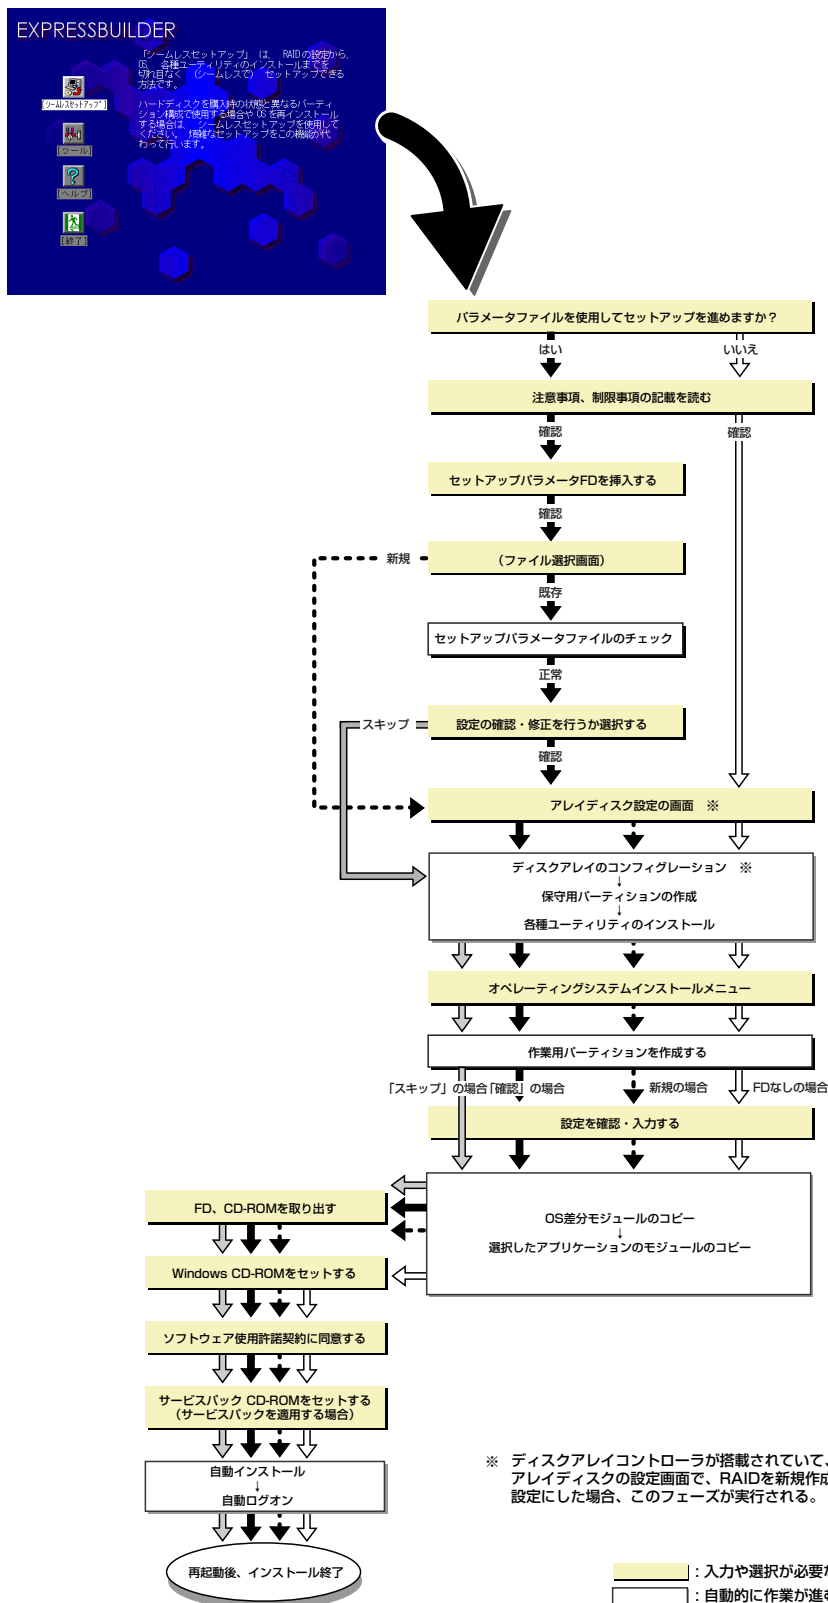 EXPRESSBUILDER
「シームレスセットアップ」 は、 RAIDの設定から、
OS、 各種ユーティリティのインストールまでを
切れ目なく （シームレスで） セットアップできる
方法です。
ハードディスクを購入時の状態と異なるパーティ
ション構成で使用する場合や OS を再インストール
する場合は、 シームレスセットアップを使用して
ください。 煩雑なセットアップをこの機能が代
わって行います。
[シームレスセットアップ]
[ツール]
[ヘルプ]
[終了]
パラメータファイルを使用してセットアップを進めますか？
はい いいえ
注意事項、制限事項の記載を読む
確認 確認
セットアップパラメータFDを挿入する
確認
新規 （ファイル選択画面）
既存
セットアップパラメータファイルのチェック
正常
スキップ 設定の確認・修正を行うか選択する
確認
アレイディスク設定の画面 ※
ディスクアレイのコンフィグレーション ※
↓
保守用パーティションの作成
↓
各種ユーティリティのインストール
オペレーティングシステムインストールメニュー
作業用パーティションを作成する
「スキップ」の場合 「確認」の場合 新規の場合 FDなしの場合
設定を確認・入力する
OS差分モジュールのコピー
↓
選択したアプリケーションのモジュールのコピー
FD、CD-ROMを取り出す
Windows CD-ROMをセットする
ソフトウェア使用許諾契約に同意する
サービスパック CD-ROMをセットする
（サービスパックを適用する場合）
自動インストール
↓
自動ログオン
再起動後、インストール終了
※ ディスクアレイコントローラが搭載されていて、
アレイディスクの設定画面で、RAIDを新規作成
設定にした場合、このフェーズが実行される。
：入力や選択が必要な
：自動的に作業が進む